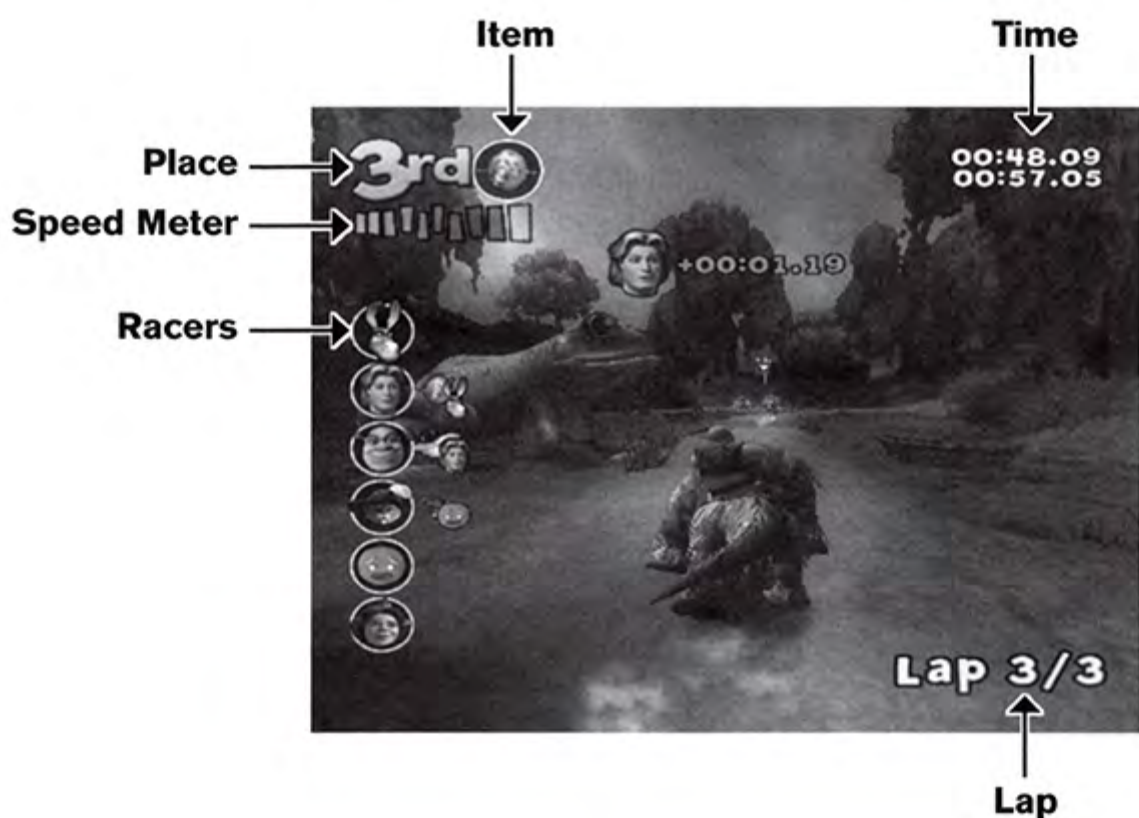 Item
Time
Place
3rd
00:48.09
00:57.05
Speed Meter
+00:01.19
Racers
Lap 3/3
Lap